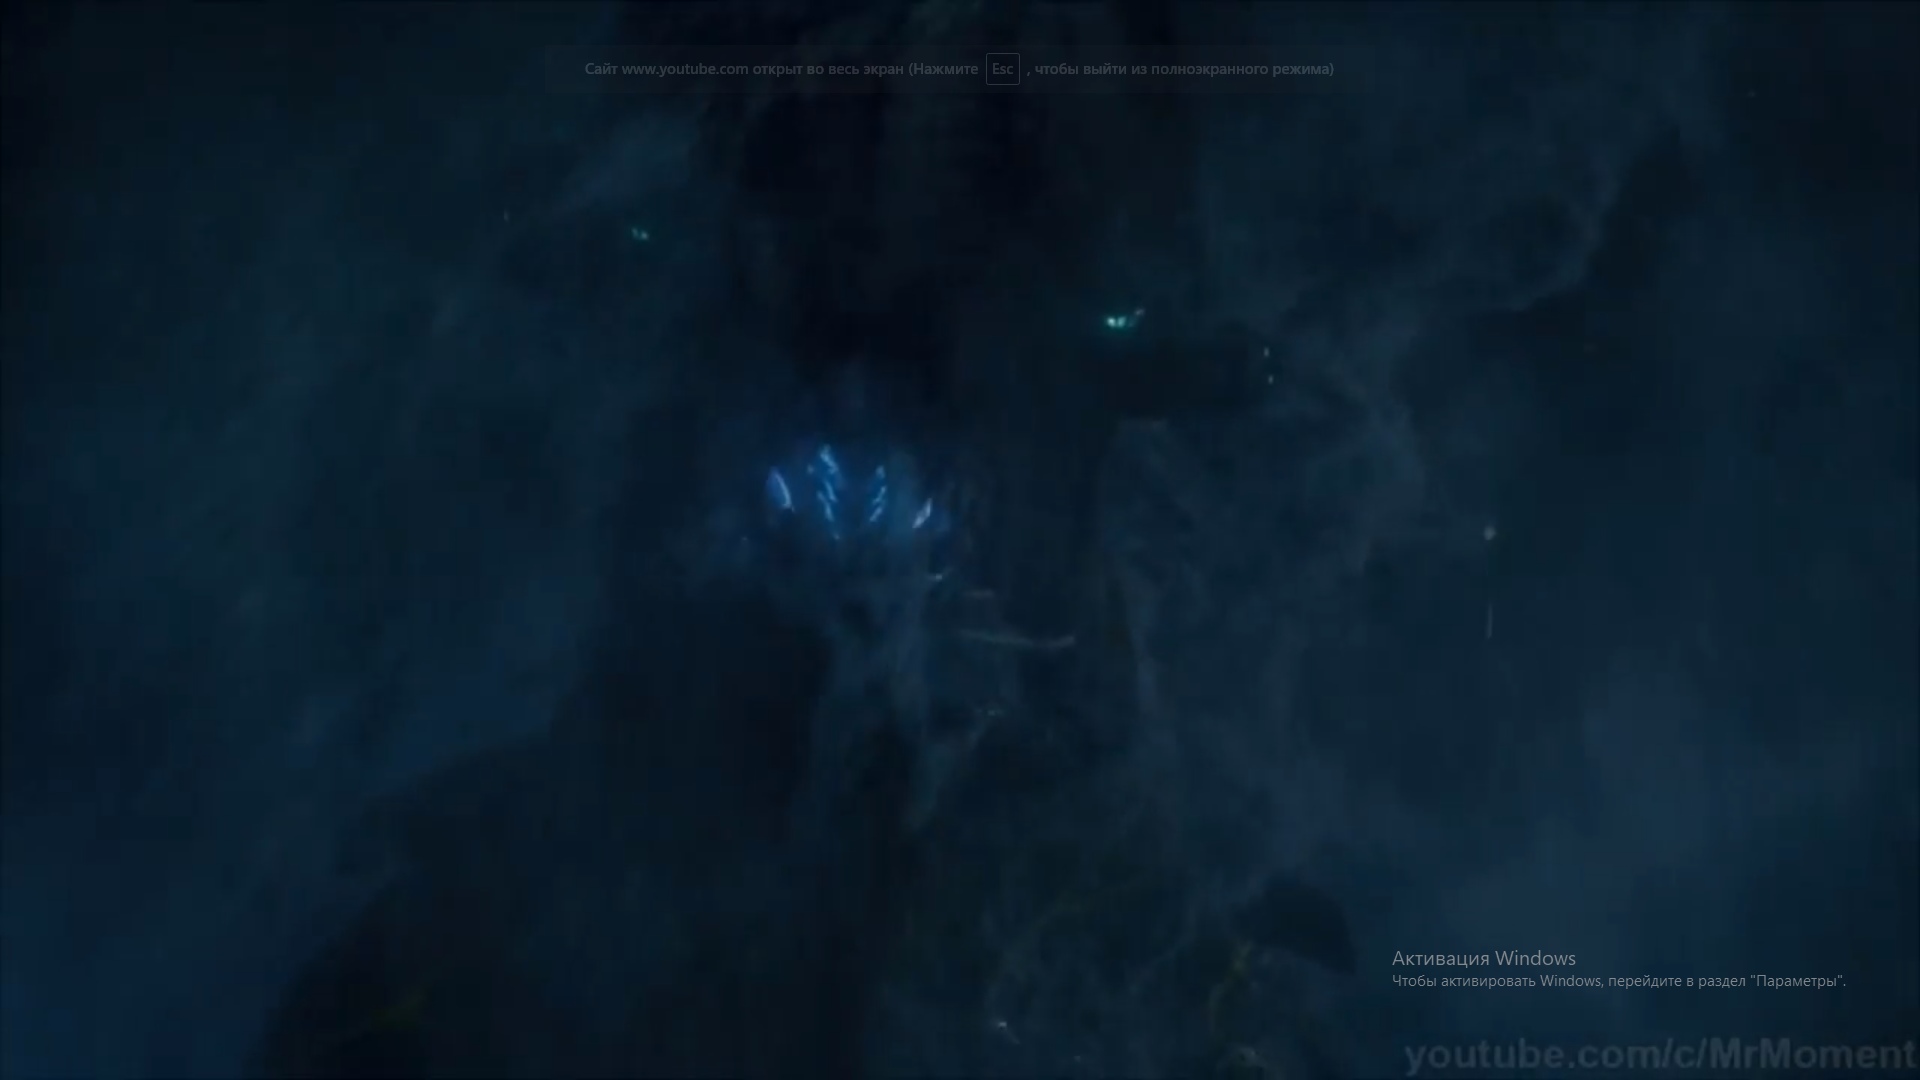 Сайт www.youtube.com открыт во весь экран (Нажмите Esc , чтобы выйти из полноэкранного режима)
Активация Windows
Чтобы активировать Windows, перейдите в раздел "Параметры".
youtube.com/c/MrMoment